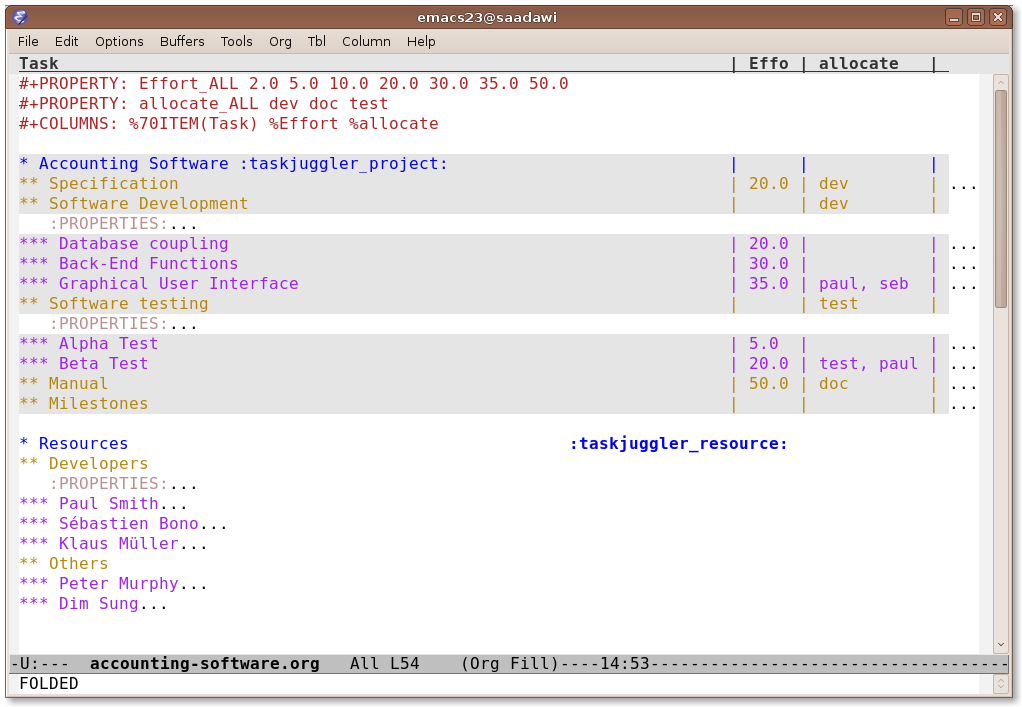 emacs23@saadawi
File Edit Options Buffers Tools Org Tbl Column Help
Task | Effo | allocate |
#+PROPERTY: Effort_ALL 2.0 5.0 10.0 20.0 30.0 35.0 50.0
#+PROPERTY: allocate_ALL dev doc test
#+COLUMNS: %70ITEM(Task) %Effort %allocate
* Accounting Software :taskjuggler_project: | | |
** Specification | 20.0 | dev | ...
** Software Development | | dev |
:PROPERTIES:...
*** Database coupling | 20.0 | | ...
*** Back-End Functions | 30.0 | | ...
*** Graphical User Interface | 35.0 | paul, seb | ...
** Software testing | | test |
:PROPERTIES:...
*** Alpha Test | 5.0 | | ...
*** Beta Test | 20.0 | test, paul | ...
** Manual | 50.0 | doc | ...
** Milestones | | | ...
* Resources :taskjuggler_resource:
** Developers
:PROPERTIES:...
*** Paul Smith...
*** Sébastien Bono...
*** Klaus Müller...
** Others
*** Peter Murphy...
*** Dim Sung...
-U:--- accounting-software.org All L54 (Org Fill)----14:53------------------------------------
FOLDED